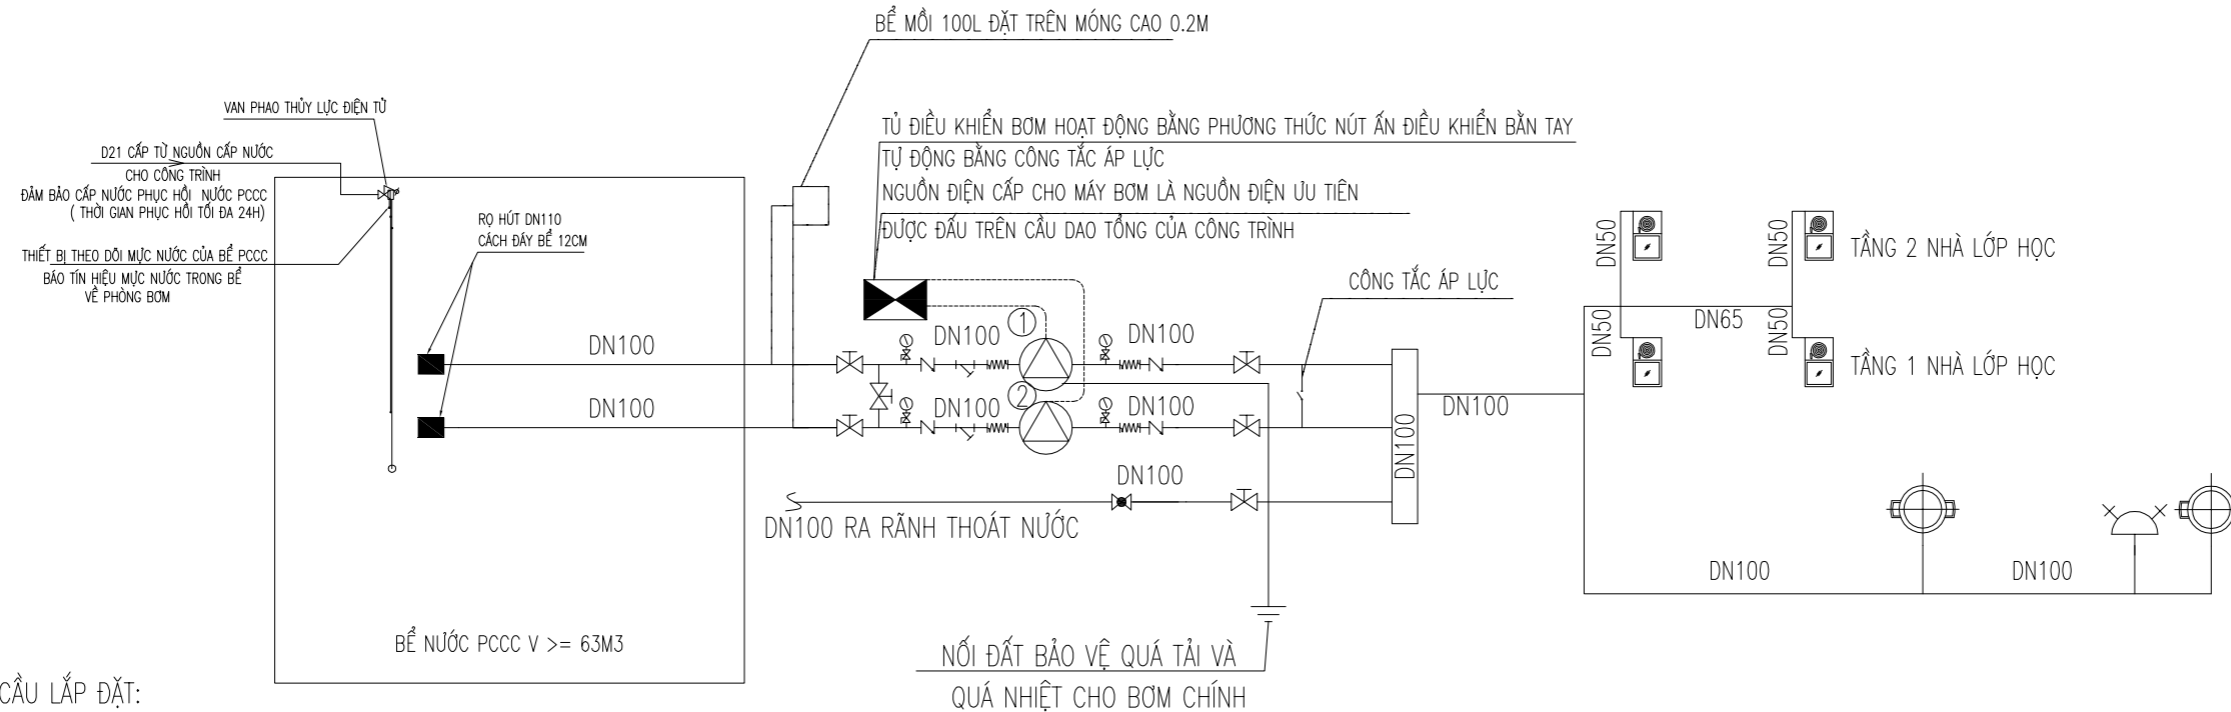 BỂ MỒI 100L ĐẶT TRÊN MÓNG CAO 0.2M
VAN PHAO THỦY LỰC ĐIỆN TỬ
D21 CẤP TỪ NGUỒN CẤP NƯỚC
CHO CÔNG TRÌNH
ĐẢM BẢO CẤP NƯỚC PHỤC HỒI NƯỚC PCCC
( THỜI GIAN PHỤC HỒI TỐI ĐA 24H)
THIẾT BỊ THEO DÕI MỰC NƯỚC CỦA BỂ PCCC
BÁO TÍN HIỆU MỰC NƯỚC TRONG BỂ
VỀ PHÒNG BƠM
RỌ HÚT DN110
CÁCH ĐÁY BỂ 12CM
TỦ ĐIỀU KHIỂN BƠM HOẠT ĐỘNG BẰNG PHƯƠNG THỨC NÚT ẤN ĐIỀU KHIỂN BẰN TAY
TỰ ĐỘNG BẰNG CÔNG TẮC ÁP LỰC
NGUỒN ĐIỆN CẤP CHO MÁY BƠM LÀ NGUỒN ĐIỆN ƯU TIÊN
ĐƯỢC ĐẤU TRÊN CẦU DAO TỔNG CỦA CÔNG TRÌNH
CÔNG TẮC ÁP LỰC
DN50
DN50
TẦNG 2 NHÀ LỚP HỌC
DN65
DN50
DN50
TẦNG 1 NHÀ LỚP HỌC
DN100
1
DN100
DN100
DN100
2
DN100
DN100
DN100
DN100
DN100
DN100 RA RÃNH THOÁT NƯỚC
DN100
DN100
BỂ NƯỚC PCCC V >= 63M3
NỐI ĐẤT BẢO VỆ QUÁ TẢI VÀ
QUÁ NHIỆT CHO BƠM CHÍNH
CẦU LẮP ĐẶT: